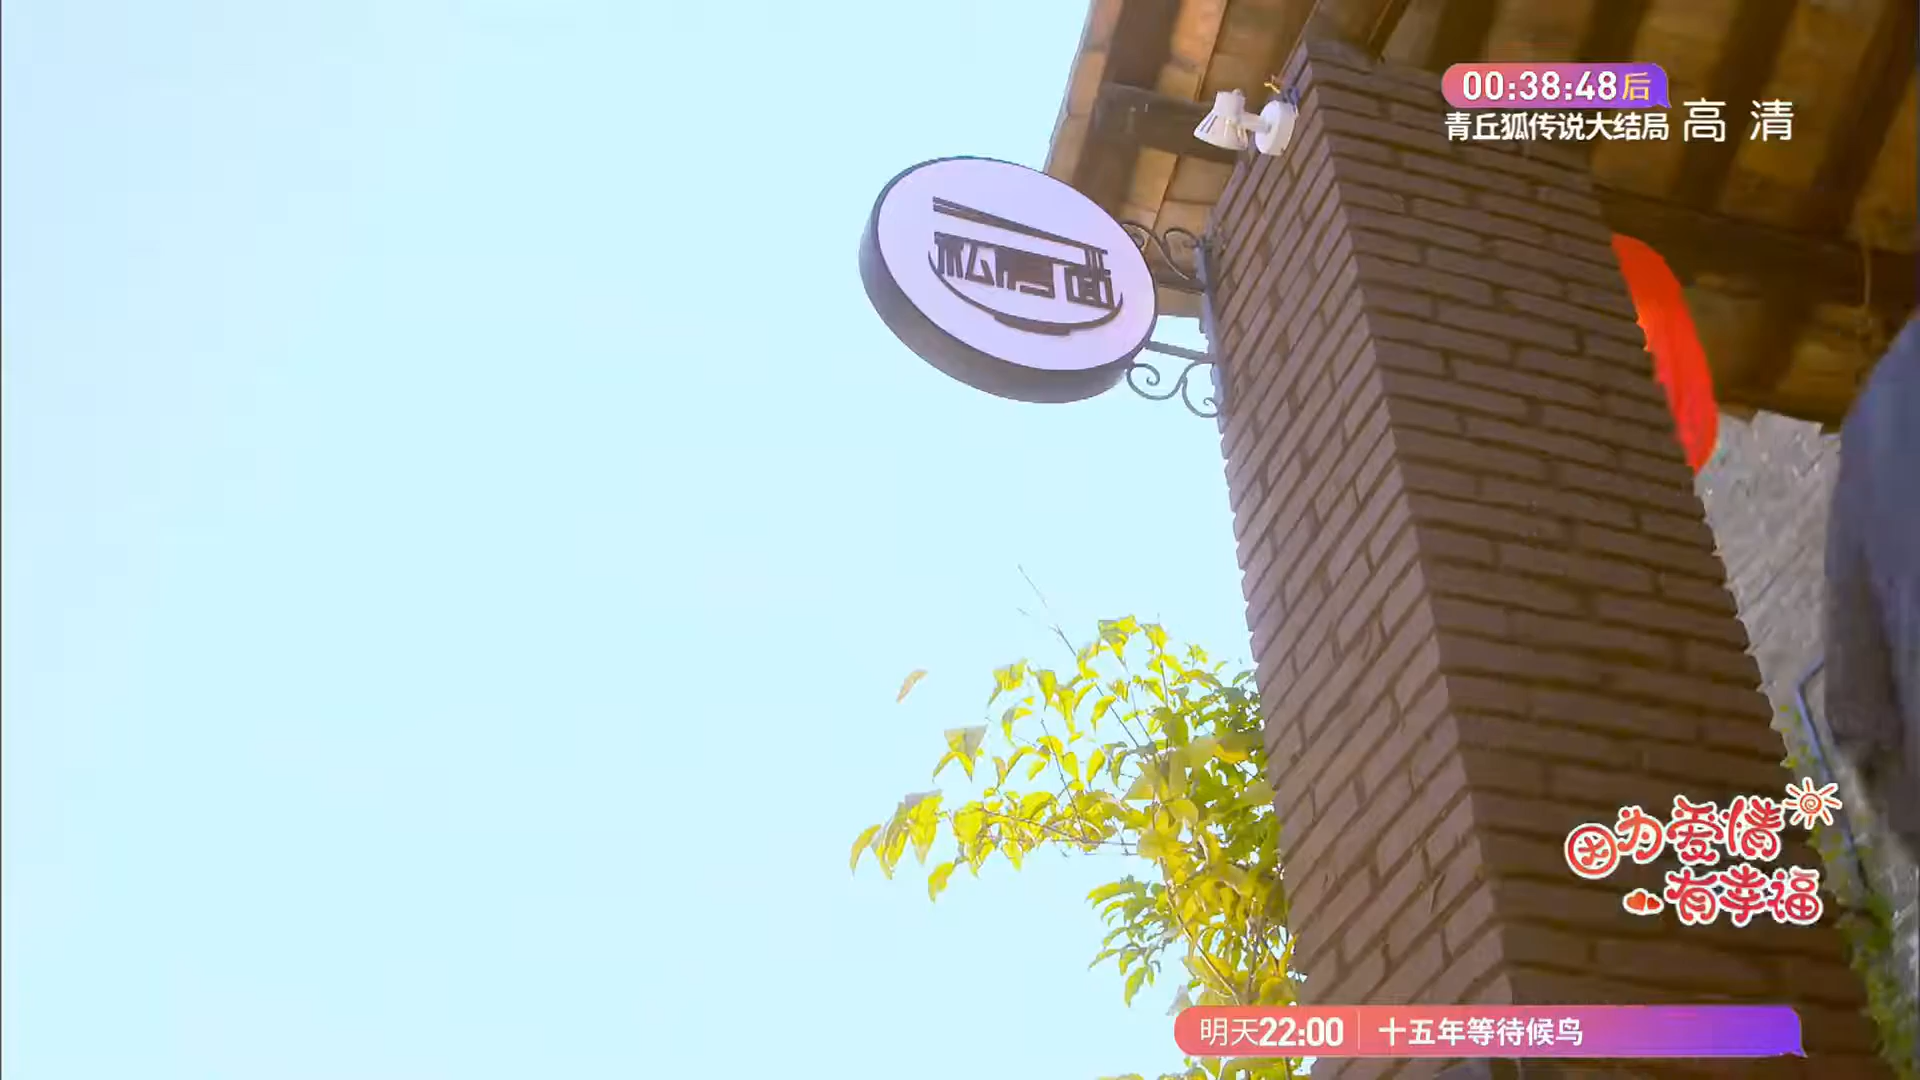 00:38:48后
青丘狐传说大结局
高清
私房面
因为爱情
有幸福
明天22:00 十五年等待候鸟